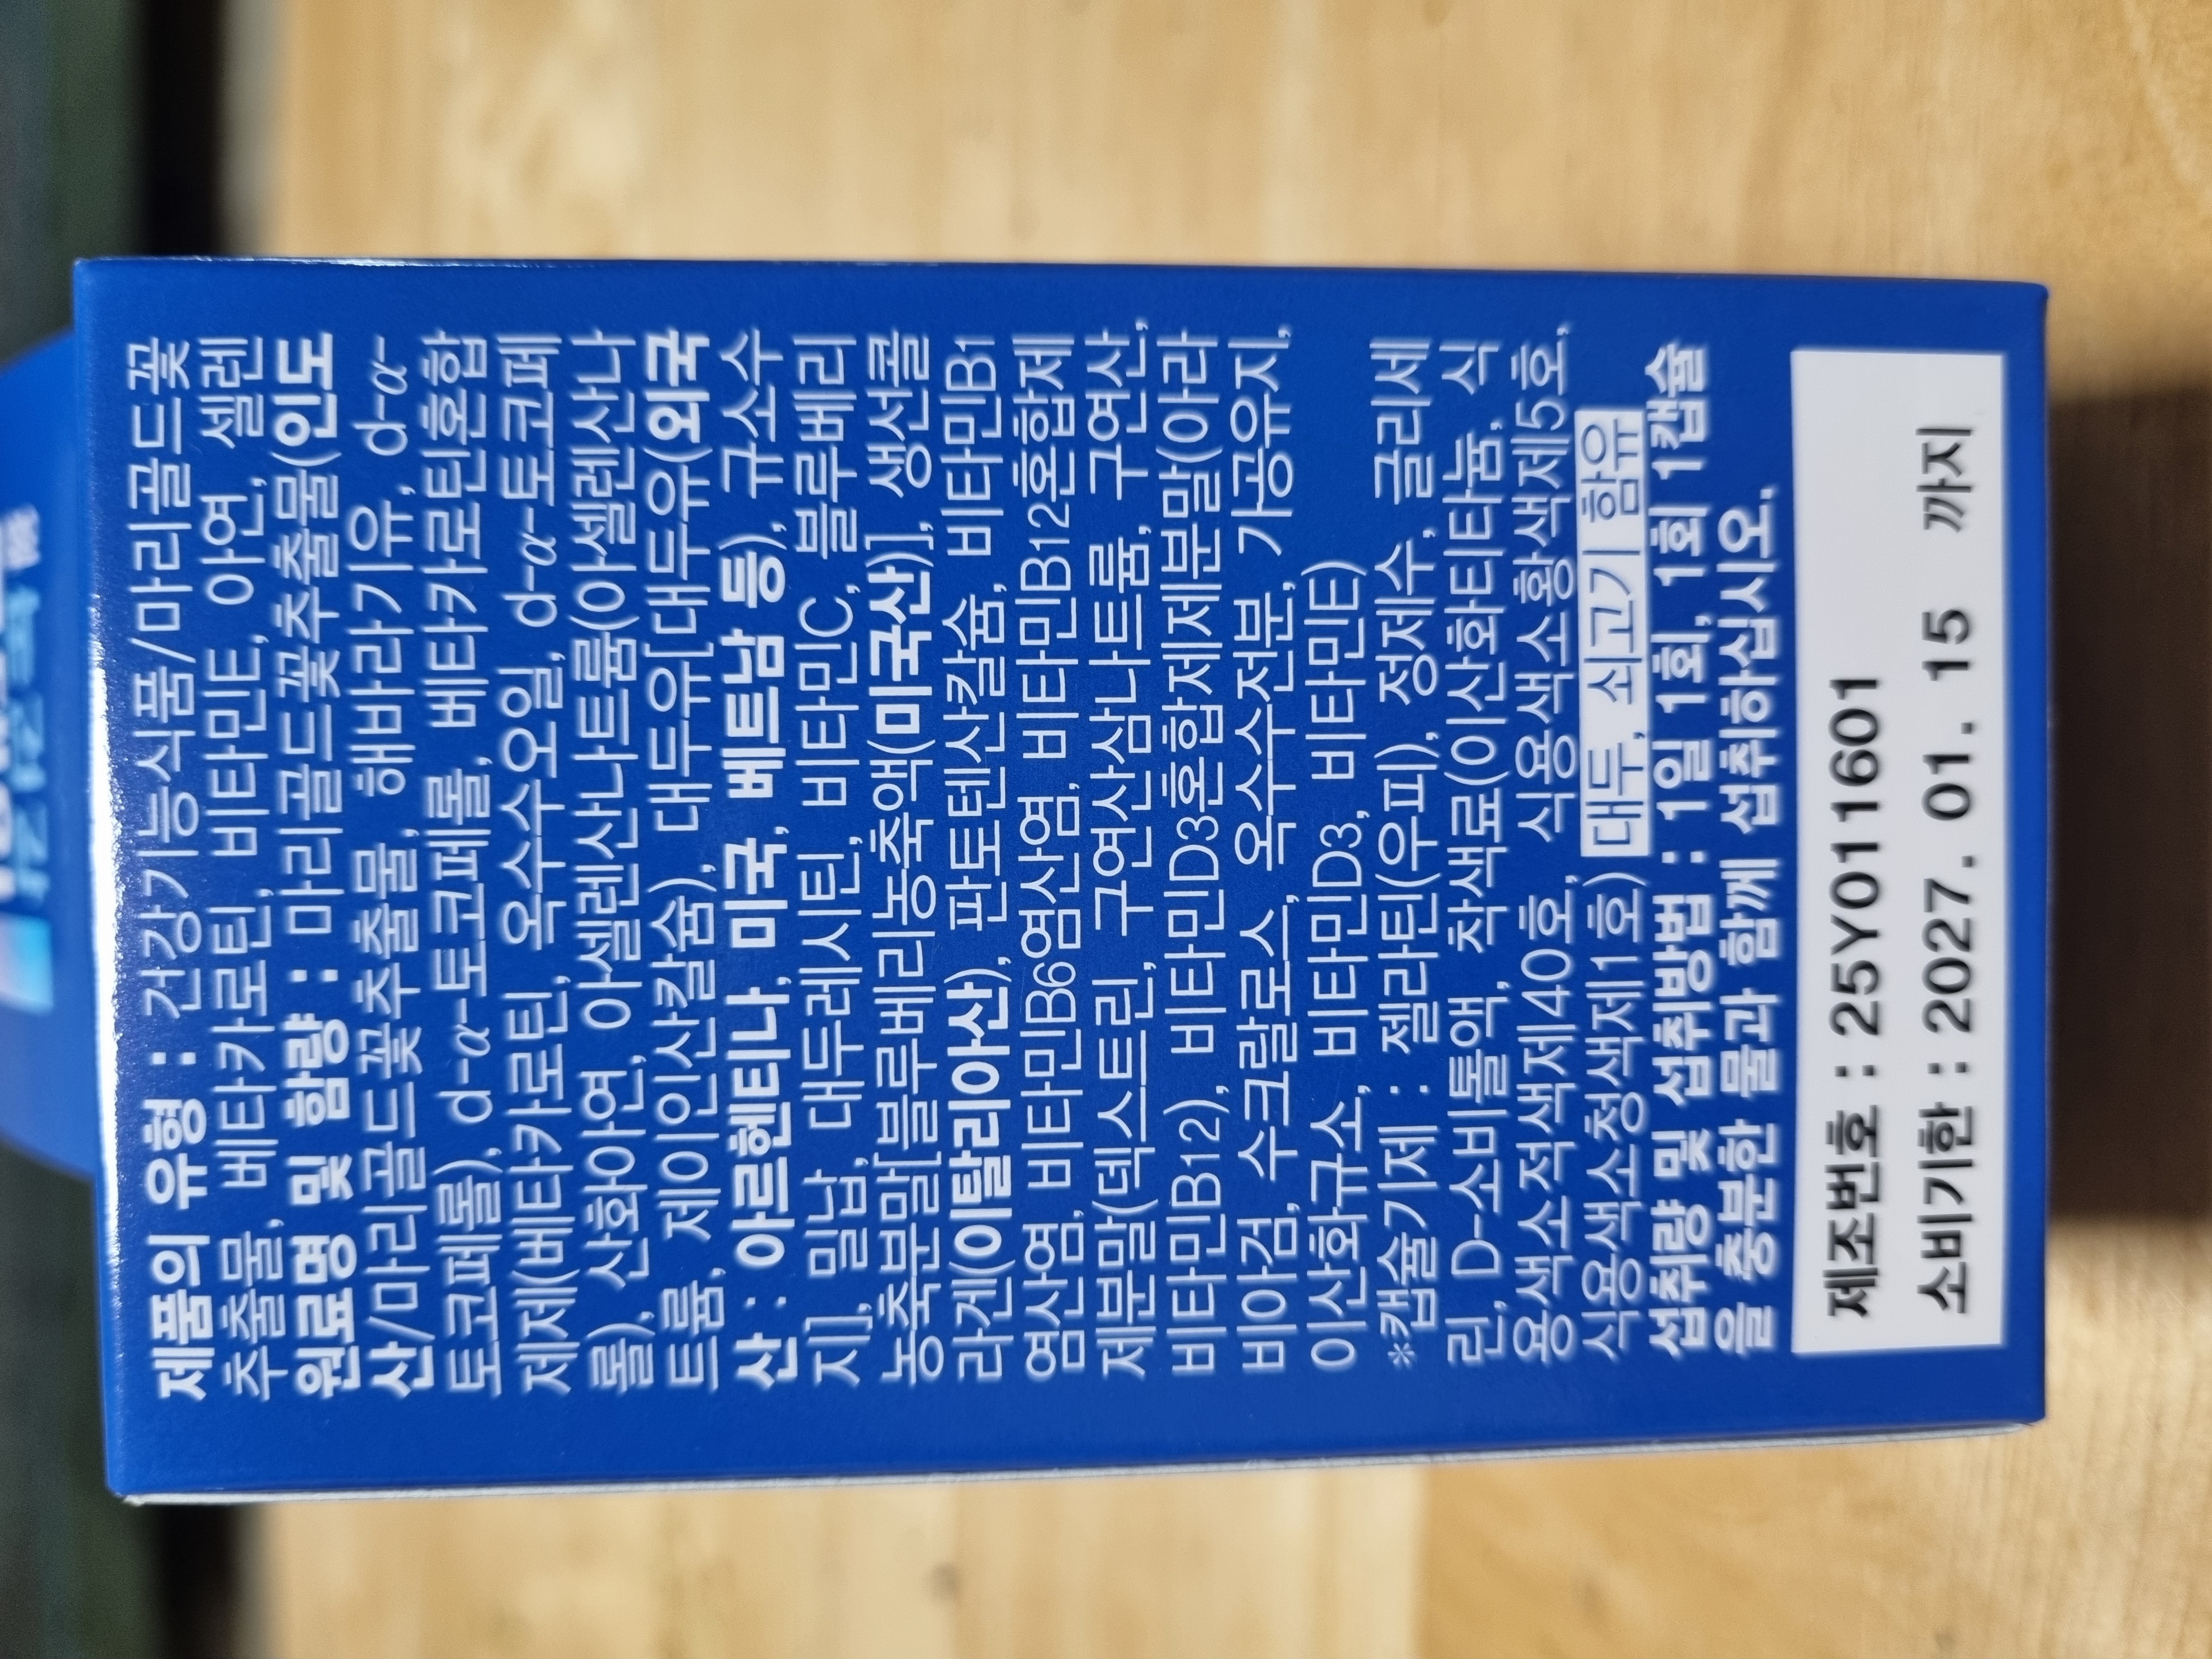 제품의 유형 : 건강기능식품/마리골드꽃
추출물, 베타카로틴, 비타민E, 아연, 셀렌
원료명 및 함량 : 마리골드꽃추출물(인도
산/마리골드꽃추출물, 해바라기유, d-α-
토코페롤), d-α-토코페롤, 베타카로틴혼합
제제(베타카로틴, 옥수수오일, d-α-토코페
롤), 산화아연, 아셀렌산나트륨(아셀렌산나
트륨, 제이인산칼슘), 대두유[대두유(외국
산 : 아르헨티나, 미국, 베트남 등), 규소수
지], 밀납, 대두레시틴, 비타민C, 블루베리
농축분말[블루베리농축액(미국산)], 생선콜
라겐(이탈리아산), 판토텐산칼슘, 비타민B1
염산염, 비타민B6염산염, 비타민B12혼합제
제분말(덱스트린, 구연산삼나트륨, 구연산,
비타민B12), 비타민D3혼합제제분말(아라
비아검, 수크랄로스, 옥수수전분, 가공유지,
이산화규소, 비타민D3, 비타민E)
*캡슐기제 : 젤라틴(우피), 정제수, 글리세
린, D-소비톨액, 착색료(이산화티타늄, 식
용색소적색제40호, 식용색소황색제5호,
식용색소청색제1호) 대두, 쇠고기 함유
섭취량 및 섭취방법 : 1일 1회, 1회 1캡슐
을 충분한 물과 함께 섭취하십시오.
제조번호 : 25Y011601
소비기한 : 2027. 01. 15 까지